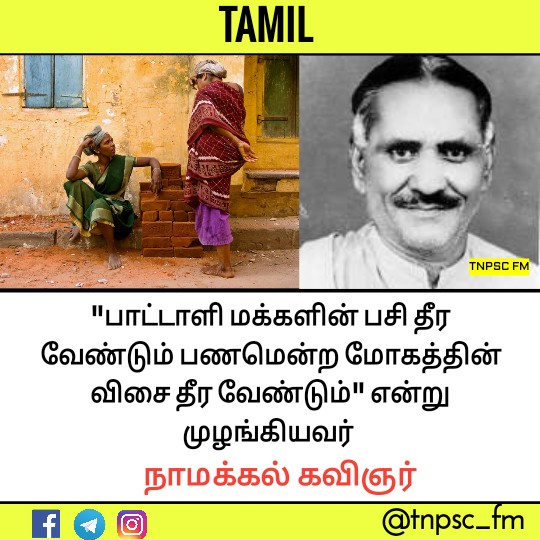 TAMIL
TNPSC FM
"பாட்டாளி மக்களின் பசி தீர
வேண்டும் பணமென்ற மோகத்தின்
விசை தீர வேண்டும்" என்று
முழங்கியவர்
நாமக்கல் கவிஞர்
@tnpsc_fm